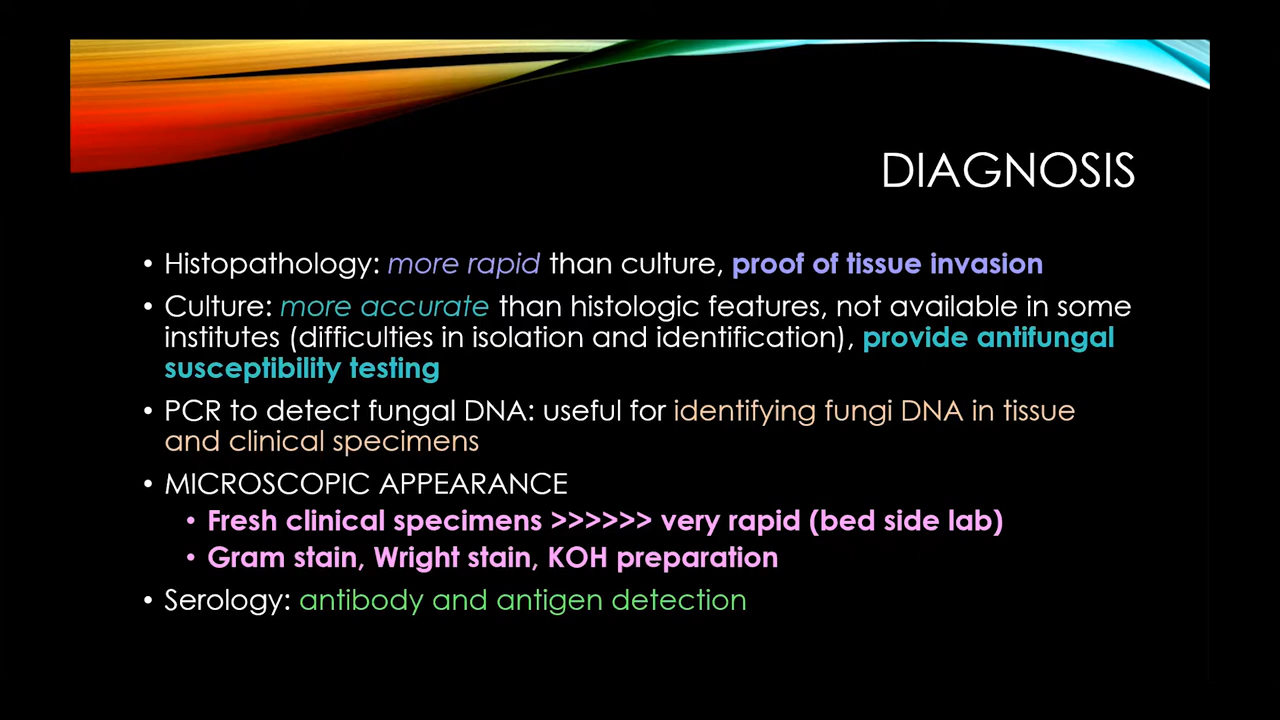 DIAGNOSIS
• Histopathology: more rapid than culture, proof of tissue invasion
• Culture: more accurate than histologic features, not available in some
institutes (difficulties in isolation and identification), provide antifungal
susceptibility testing
• PCR to detect fungal DNA: useful for identifying fungi DNA in tissue
and clinical specimens
• MICROSCOPIC APPEARANCE
• Fresh clinical specimens >>>>>> very rapid (bed side lab)
• Gram stain, Wright stain, KOH preparation
• Serology: antibody and antigen detection